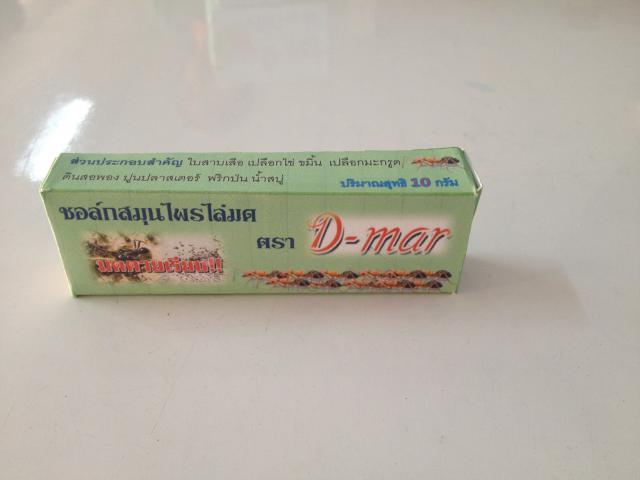 ส่วนประกอบสำคัญ ใบสาบเสือ เปลือกไข่ ขมิ้น เปลือกมะกรูด
ดินสอพอง ปูนปลาสเตอร์ พริกป่น น้ำสบู่ ปริมาณสุทธิ 10 กรัม
ชอล์กสมุนไพรไล่มด
ตรา D-mar
มดตายเรียบ!!